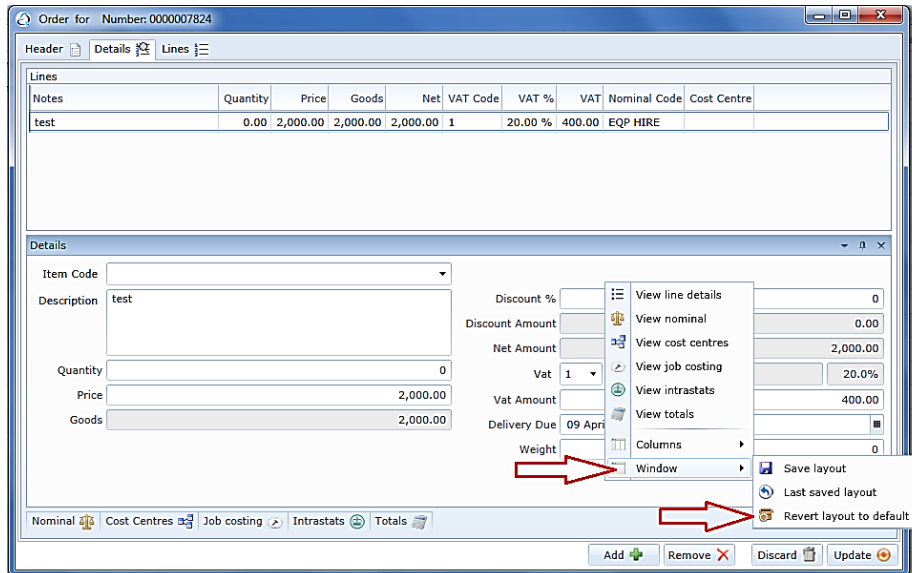 Order for Number: 0000007824
Header Details Lines
Lines
Notes Quantity Price Goods Net VAT Code VAT % VAT Nominal Code Cost Centre
test 0.00 2,000.00 2,000.00 2,000.00 1 20.00 % 400.00 EQP HIRE
Details
Item Code
Description test
Quantity 0
Price 2,000.00
Goods 2,000.00
Discount % 0
Discount Amount 0.00
Net Amount 2,000.00
Vat 1 20.0%
Vat Amount 400.00
Delivery Due 09 Apri
Weight 0
View line details
View nominal
View cost centres
View job costing
View intrastats
View totals
Columns
Window
Save layout
Last saved layout
Revert layout to default
Nominal Cost Centres Job costing Intrastats Totals
Add Remove Discard Update